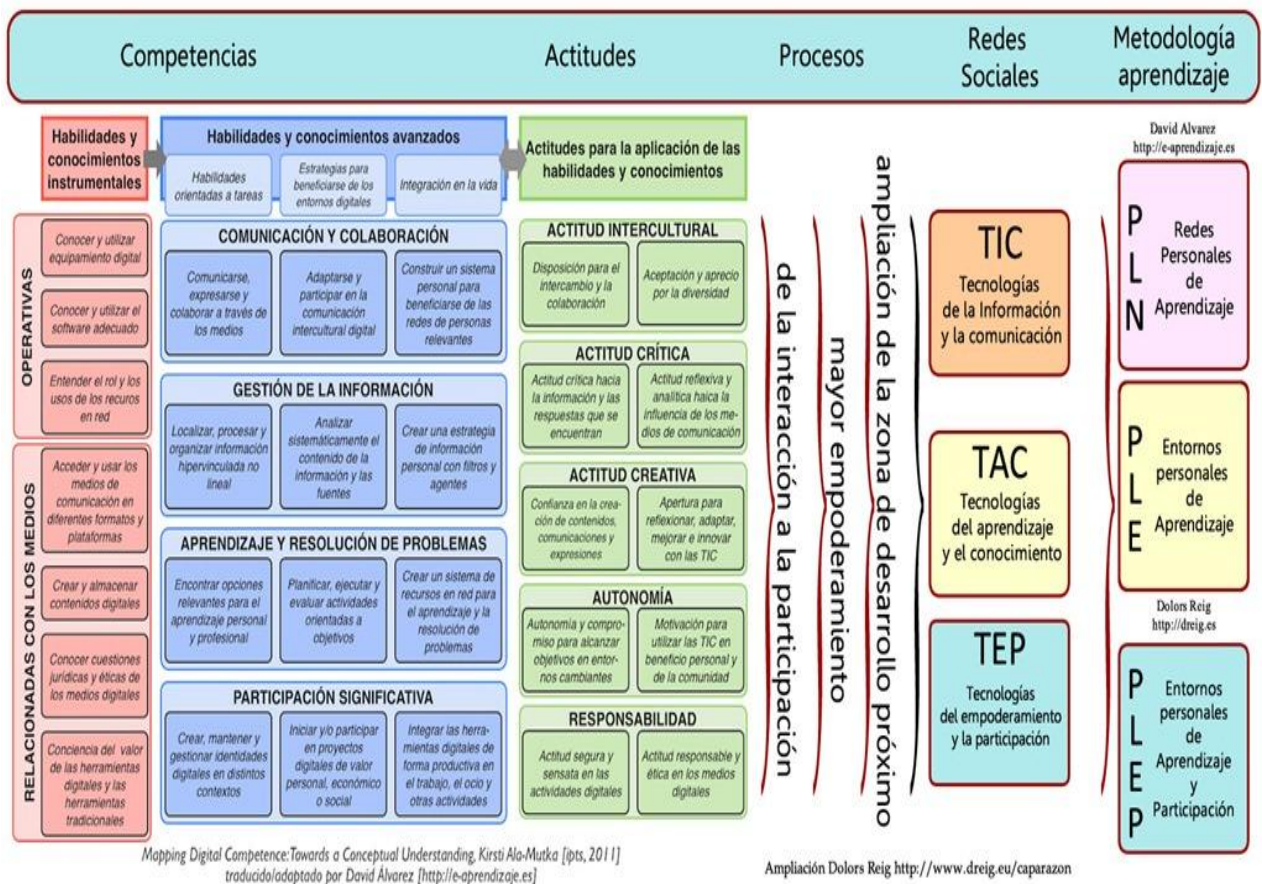 Competencias
Actitudes
Procesos
Redes
Sociales
Metodología
aprendizaje
Habilidades y
conocimientos
instrumentales
Habilidades y conocimientos avanzados
Habilidades
orientadas a tareas
Estrategias para
beneficiarse de los
entornos digitales
Integración en la vida
Actitudes para la aplicación de las
habilidades y conocimientos
OPERATIVAS
Conocer y utilizar
equipamiento digital
Conocer y utilizar el
software adecuado
Entender el rol y los
usos de los recuros
en red
RELACIONADAS CON LOS MEDIOS
Acceder y usar los
medios de
comunicación en
diferentes formatos y
plataformas
Crear y almacenar
contenidos digitales
Conocer cuestiones
jurídicas y éticas de
los medios digitales
Conciencia del valor
de las herramientas
digitales y las
herramientas
tradicionales
COMUNICACIÓN Y COLABORACIÓN
Comunicarse,
expresarse y
colaborar a través de
los medios
Adaptarse y
participar en la
comunicación
intercultural digital
Construir un sistema
personal para
beneficiarse de las
redes de personas
relevantes
GESTIÓN DE LA INFORMACIÓN
Localizar, procesar y
organizar información
hipervinculada no
lineal
Analizar
sistemáticamente el
contenido de la
información y las
fuentes
Crear una estrategia
de información
personal con filtros y
agentes
APRENDIZAJE Y RESOLUCIÓN DE PROBLEMAS
Encontrar opciones
relevantes para el
aprendizaje personal
y profesional
Planificar, ejecutar y
evaluar actividades
orientadas a
objetivos
Crear un sistema de
recursos en red para
el aprendizaje y la
resolución de
problemas
PARTICIPACIÓN SIGNIFICATIVA
Crear, mantener y
gestionar identidades
digitales en distintos
contextos
Iniciar y/o participar
en proyectos
digitales de valor
personal, económico
o social
Integrar las herra-
mientas digitales de
forma productiva en
el trabajo, el ocio y
otras actividades
ACTITUD INTERCULTURAL
Disposición para el
intercambio y la
colaboración
Aceptación y aprecio
por la diversidad
ACTITUD CRÍTICA
Actitud crítica hacia
la información y las
respuestas que se
encuentran
Actitud reflexiva y
analítica haica la
influencia de los me-
dios de comunicación
ACTITUD CREATIVA
Confianza en la crea-
ción de contenidos,
comunicaciones y
expresiones
Apertura para
reflexionar, adaptar,
mejorar e innovar
con las TIC
AUTONOMÍA
Autonomía y compro-
miso para alcanzar
objetivos en entor-
nos cambiantes
Motivación para
utilizar las TIC en
beneficio personal y
de la comunidad
RESPONSABILIDAD
Actitud segura y
sensata en las
actividades digitales
Actitud responsable y
ética en los medios
digitales
de la interacción a la participación
mayor empoderamiento
ampliación de la zona de desarrollo próximo
TIC
Tecnologías
de la Información
y la comunicación
TAC
Tecnologías
del aprendizaje
y el conocimiento
TEP
Tecnologías
del empoderamiento
y la participación
David Alvarez
http://e-aprendizaje.es
PLN
Redes
Personales
de
Aprendizaje
PLE
Entornos
personales
de
Aprendizaje
Dolors Reig
http://dreig.es
PLEP
Entornos
personales
de
Aprendizaje
y
Participación
Mapping Digital Competence: Towards a Conceptual Understanding, Kirsti Ala-Mutka [ipts, 2011]
traducido/adaptado por David Álvarez [http://e-aprendizaje.es]
Ampliación Dolors Reig http://www.dreig.eu/caparazon